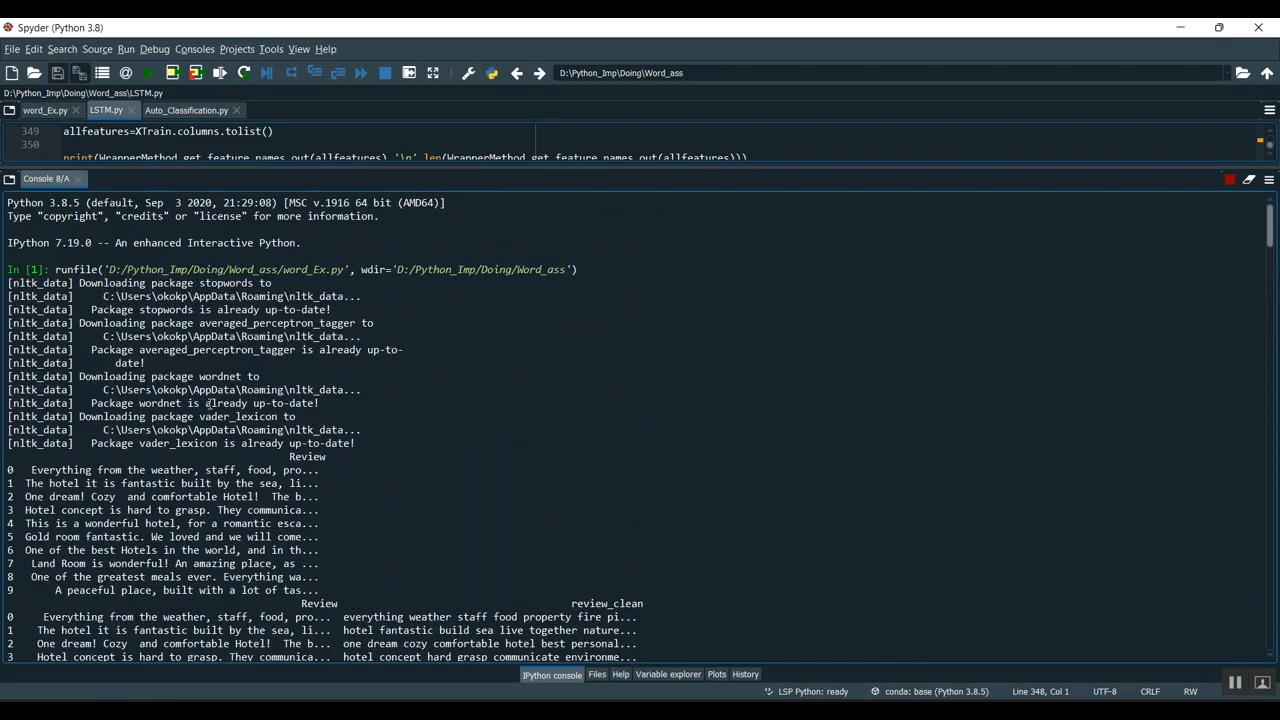 Spyder (Python 3.8)
File Edit Search Source Run Debug Consoles Projects Tools View Help
D:\Python_Imp\Doing\Word_ass
D:\Python_Imp\Doing\Word_ass\LSTM.py
word_Ex.py LSTM.py Auto_Classification.py
349 allfeatures=XTrain.columns.tolist()
350
print(WrapperMethod.get_feature_names_out(allfeatures),'\n',len(WrapperMethod.get_feature_names_out(allfeatures)))
Console 8/A
Python 3.8.5 (default, Sep  3 2020, 21:29:08) [MSC v.1916 64 bit (AMD64)]
Type "copyright", "credits" or "license" for more information.
IPython 7.19.0 -- An enhanced Interactive Python.
In [1]: runfile('D:/Python_Imp/Doing/Word_ass/word_Ex.py', wdir='D:/Python_Imp/Doing/Word_ass')
[nltk_data] Downloading package stopwords to
[nltk_data]     C:\Users\okokp\AppData\Roaming\nltk_data...
[nltk_data]   Package stopwords is already up-to-date!
[nltk_data] Downloading package averaged_perceptron_tagger to
[nltk_data]     C:\Users\okokp\AppData\Roaming\nltk_data...
[nltk_data]   Package averaged_perceptron_tagger is already up-to-
[nltk_data]       date!
[nltk_data] Downloading package wordnet to
[nltk_data]     C:\Users\okokp\AppData\Roaming\nltk_data...
[nltk_data]   Package wordnet is already up-to-date!
[nltk_data] Downloading package vader_lexicon to
[nltk_data]     C:\Users\okokp\AppData\Roaming\nltk_data...
[nltk_data]   Package vader_lexicon is already up-to-date!
Review
0   Everything from the weather, staff, food, pro...
1  The hotel it is fantastic built by the sea, li...
2  One dream! Cozy  and comfortable Hotel!  The b...
3  Hotel concept is hard to grasp. They communica...
4  This is a wonderful hotel, for a romantic esca...
5  Gold room fantastic. We loved and we will come...
6  One of the best Hotels in the world, and in th...
7   Land Room is wonderful! An amazing place, as ...
8   One of the greatest meals ever. Everything wa...
9       A peaceful place, built with a lot of tas...
Review review_clean
0    Everything from the weather, staff, food, pro...  everything weather staff food property fire pi...
1    The hotel it is fantastic built by the sea, li...  hotel fantastic build sea live together nature...
2    One dream! Cozy  and comfortable Hotel!  The b...  one dream cozy comfortable hotel best personal...
3    Hotel concept is hard to grasp. They communica...  hotel concept hard grasp communicate environme...
IPython console Files Help Variable explorer Plots History
LSP Python: ready conda: base (Python 3.8.5) Line 348, Col 1 UTF-8 CRLF RW